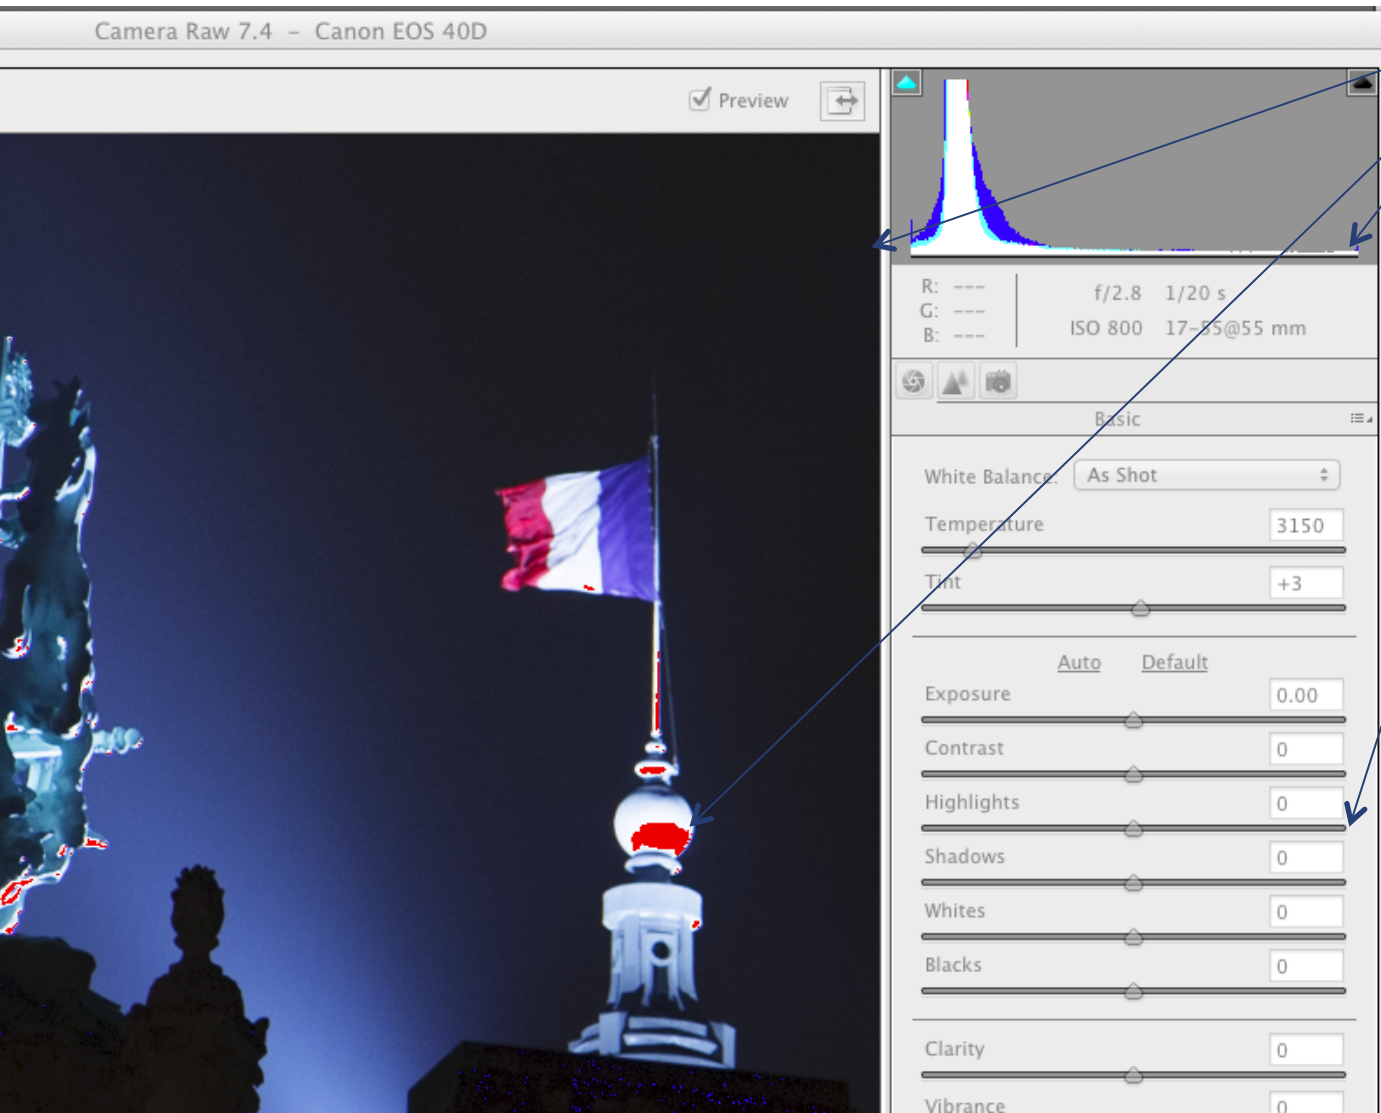 Camera Raw 7.4 – Canon EOS 40D
Preview
R: ---
G: ---
B: ---
f/2.8 1/20 s
ISO 800 17-55@55 mm
Basic
White Balance: As Shot
Temperature 3150
Tint +3
Auto Default
Exposure 0.00
Contrast 0
Highlights 0
Shadows 0
Whites 0
Blacks 0
Clarity 0
Vibrance 0